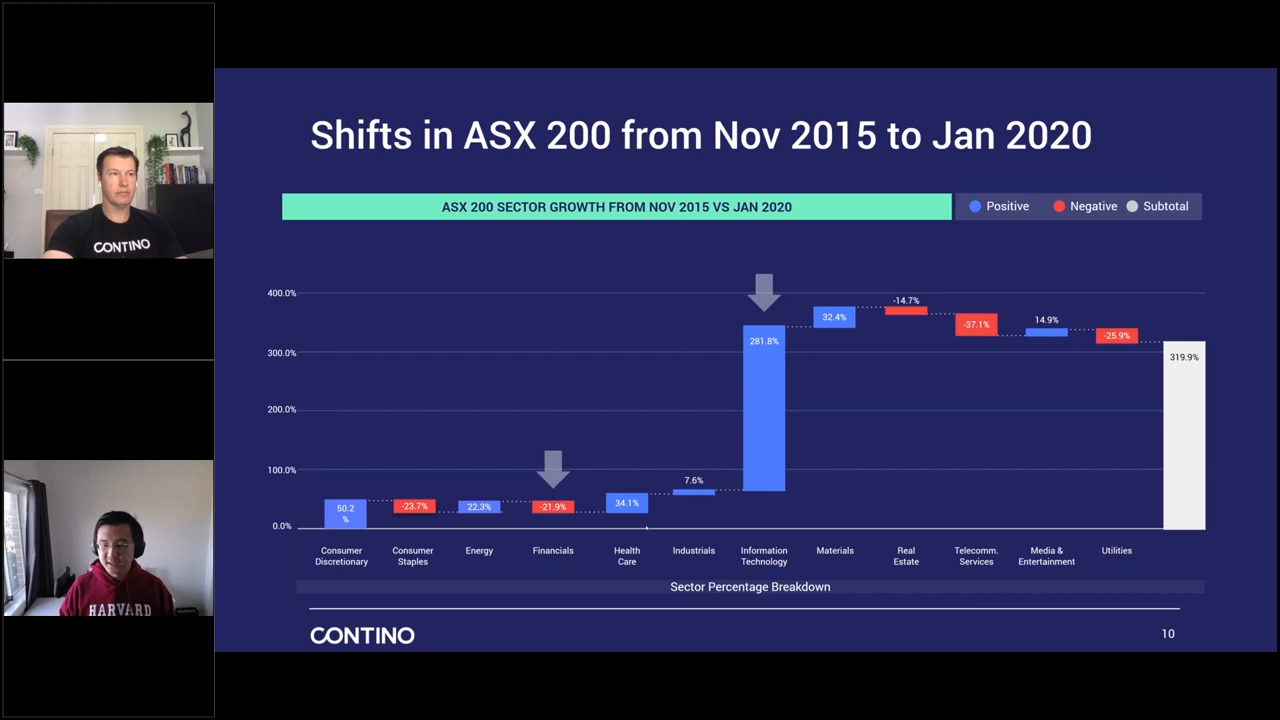 Shifts in ASX 200 from Nov 2015 to Jan 2020
ASX 200 SECTOR GROWTH FROM NOV 2015 VS JAN 2020
Positive
Negative
Subtotal
400.0%
300.0%
200.0%
100.0%
0.0%
50.2
%
-23.7%
22.3%
-21.9%
34.1%
7.6%
281.8%
32.4%
-14.7%
-37.1%
14.9%
-25.9%
319.9%
Consumer
Discretionary
Consumer
Staples
Energy
Financials
Health
Care
Industrials
Information
Technology
Materials
Real
Estate
Telecomm.
Services
Media &
Entertainment
Utilities
Sector Percentage Breakdown
CONTINO
10
CONTINO
HARVARD